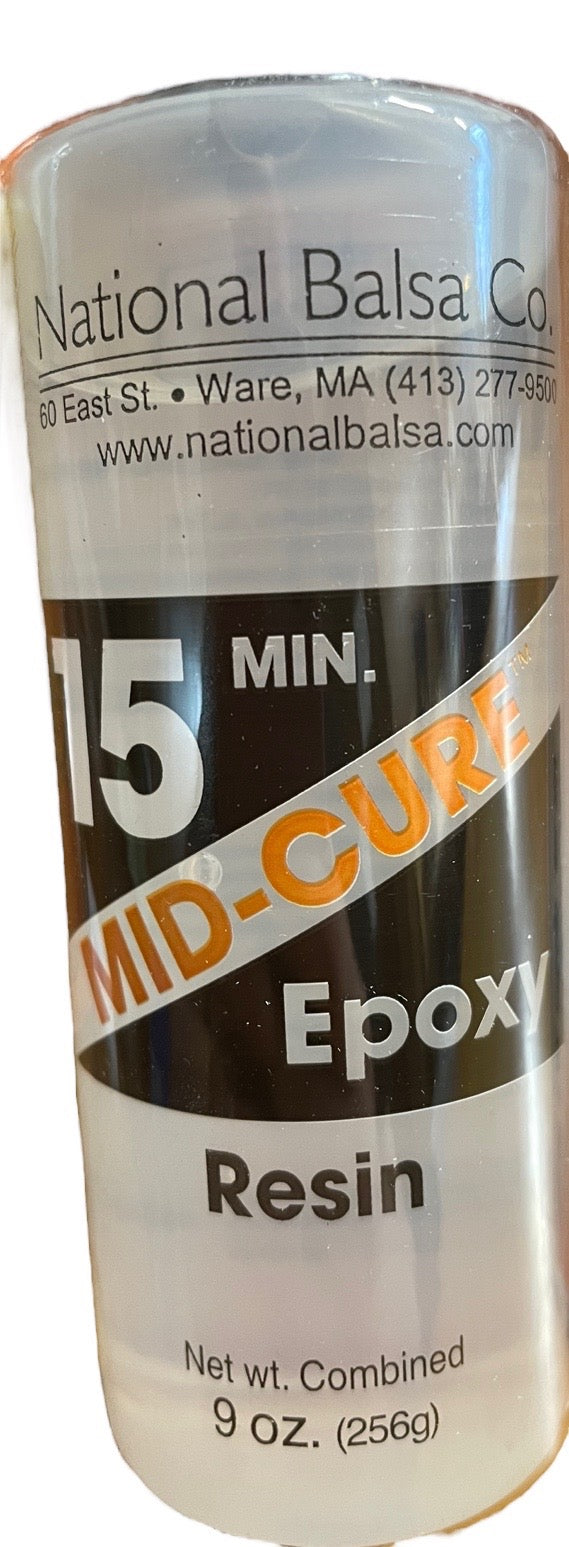 National Balsa Co.
60 East St. • Ware, MA (413) 277-9500
www.nationalbalsa.com
15 MIN.
MID-CURE™
Epoxy
Resin
Net wt. Combined
9 oz. (256g)